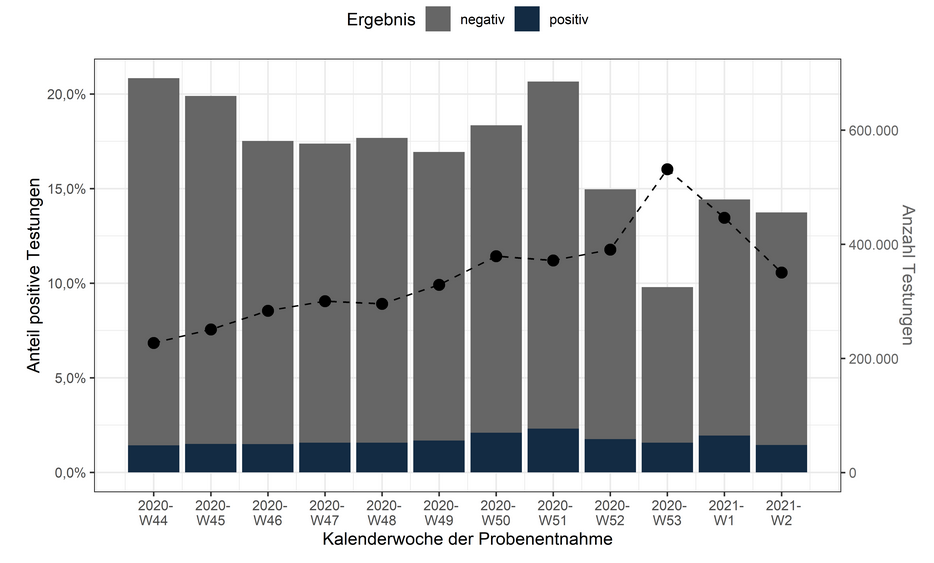 Ergebnis negativ positiv
Anteil positive Testungen
20,0%
15,0%
10,0%
5,0%
0,0%
600.000
400.000
200.000
0
Anzahl Testungen
2020- 2020- 2020- 2020- 2020- 2020- 2020- 2020- 2020- 2020- 2021- 2021-
W44 W45 W46 W47 W48 W49 W50 W51 W52 W53 W1 W2
Kalenderwoche der Probenentnahme